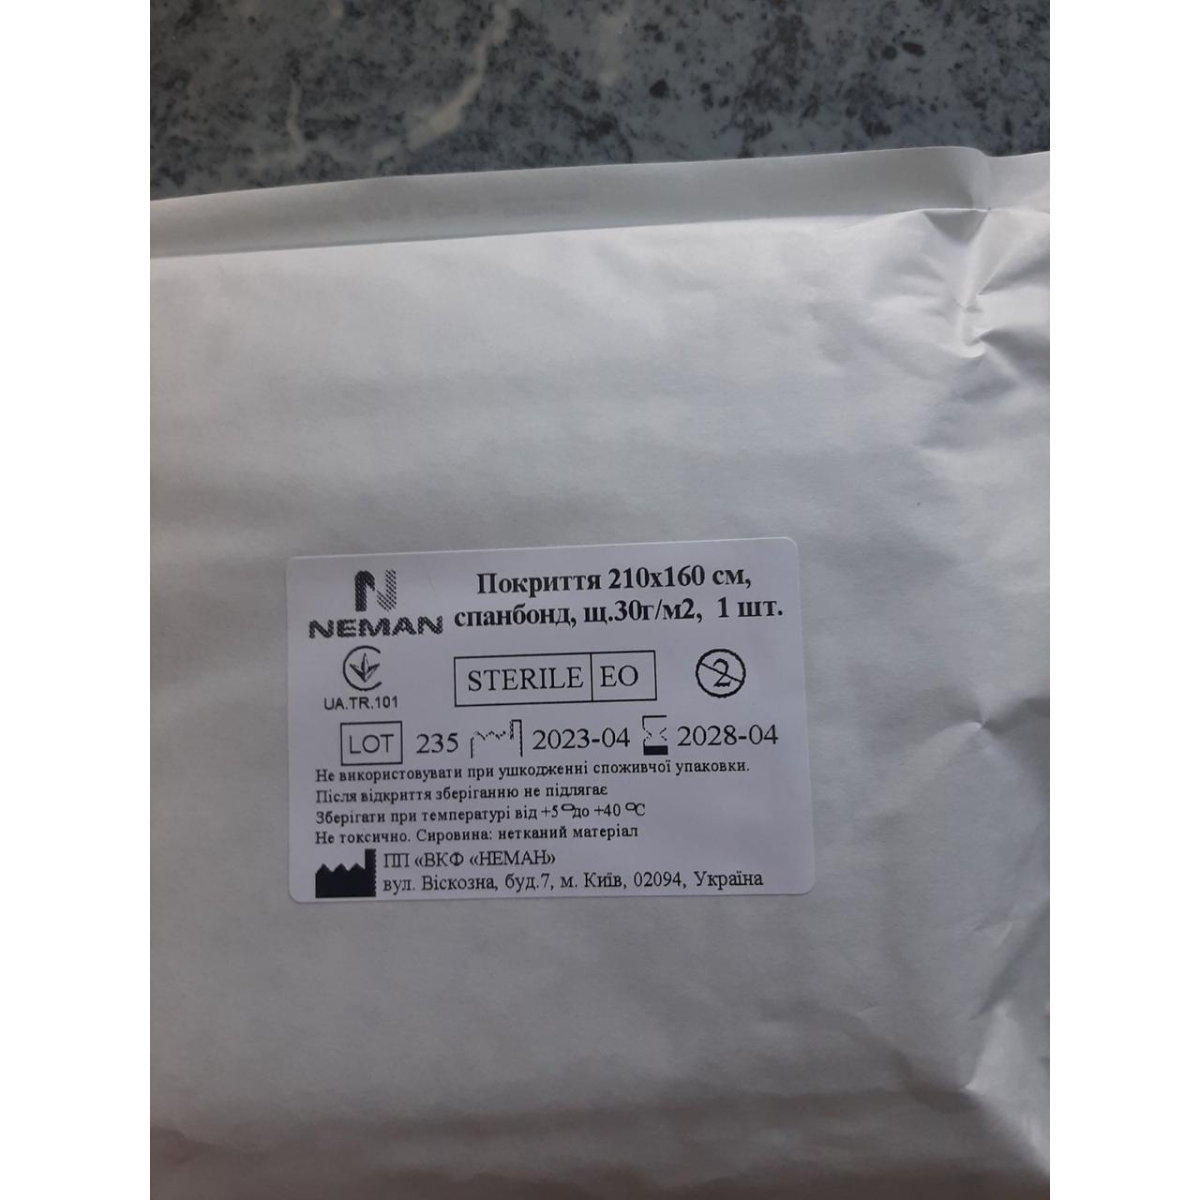 NEMAN
Покриття 210х160 см,
спанбонд, щ.30г/м2, 1 шт.
UA.TR.101
STERILE EO
2
LOT 235 2023-04 2028-04
Не використовувати при ушкодженні споживчої упаковки.
Після відкриття зберіганню не підлягає
Зберігати при температурі від +5 °до +40 °С
Не токсично. Сировина: нетканий матеріал
ПП «ВКФ «НЕМАН»
вул. Віскозна, буд.7, м. Київ, 02094, Україна